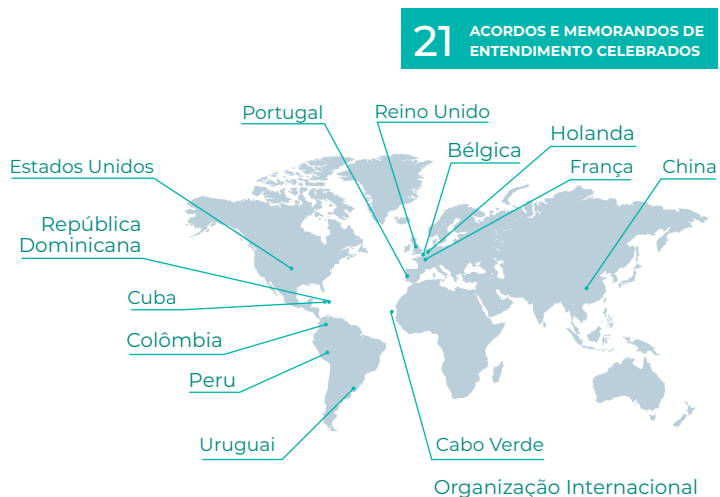 21
ACORDOS E MEMORANDOS DE
ENTENDIMENTO CELEBRADOS
Portugal
Reino Unido
Holanda
Bélgica
Estados Unidos
França
China
República
Dominicana
Cuba
Colômbia
Peru
Uruguai
Cabo Verde
Organização Internacional